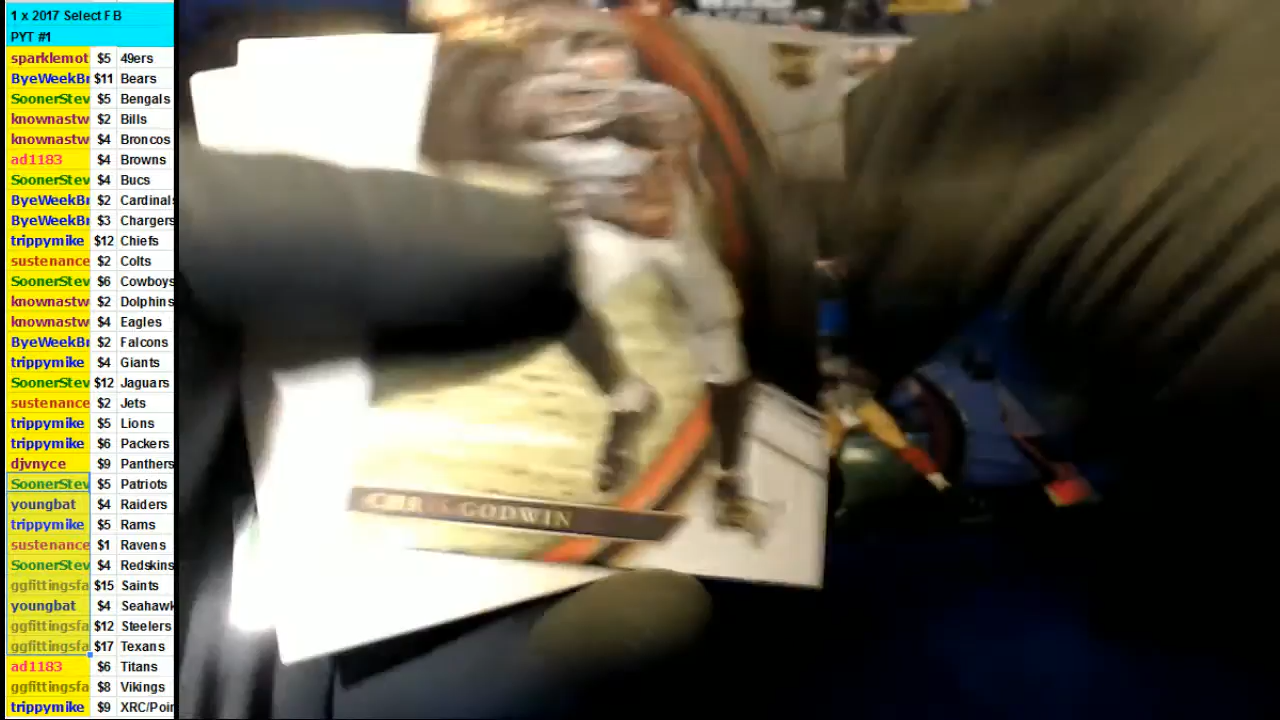 1 x 2017 Select FB
PYT #1
sparklemot $5 49ers
ByeWeekBr $11 Bears
SoonerStev $5 Bengals
knownastw $2 Bills
knownastw $4 Broncos
ad1183 $4 Browns
SoonerStev $4 Bucs
ByeWeekBr $2 Cardinals
ByeWeekBr $3 Chargers
trippymike $12 Chiefs
sustenance $2 Colts
SoonerStev $6 Cowboys
knownastw $2 Dolphins
knownastw $4 Eagles
ByeWeekBr $2 Falcons
trippymike $4 Giants
SoonerStev $12 Jaguars
sustenance $2 Jets
trippymike $5 Lions
trippymike $6 Packers
djvnyce $9 Panthers
SoonerStev $5 Patriots
youngbat $4 Raiders
trippymike $5 Rams
sustenance $1 Ravens
SoonerStev $4 Redskins
ggfittingsfa $15 Saints
youngbat $4 Seahawk
ggfittingsfa $12 Steelers
ggfittingsfa $17 Texans
ad1183 $6 Titans
ggfittingsfa $8 Vikings
trippymike $9 XRC/Poin
CHRIS GODWIN